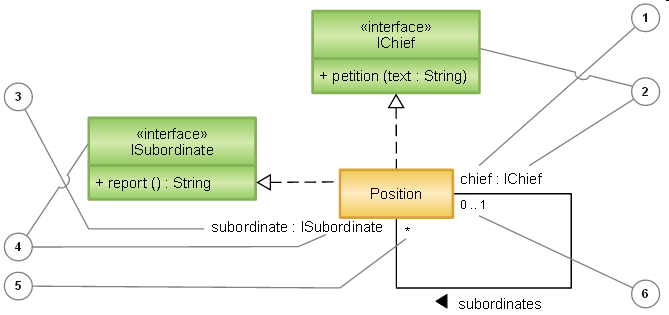 «interface»
IChief
+ petition (text : String)
1
2
3
«interface»
ISubordinate
+ report () : String
Position
chief : IChief
0..1
subordinate : ISubordinate
*
4
5
6
subordinates